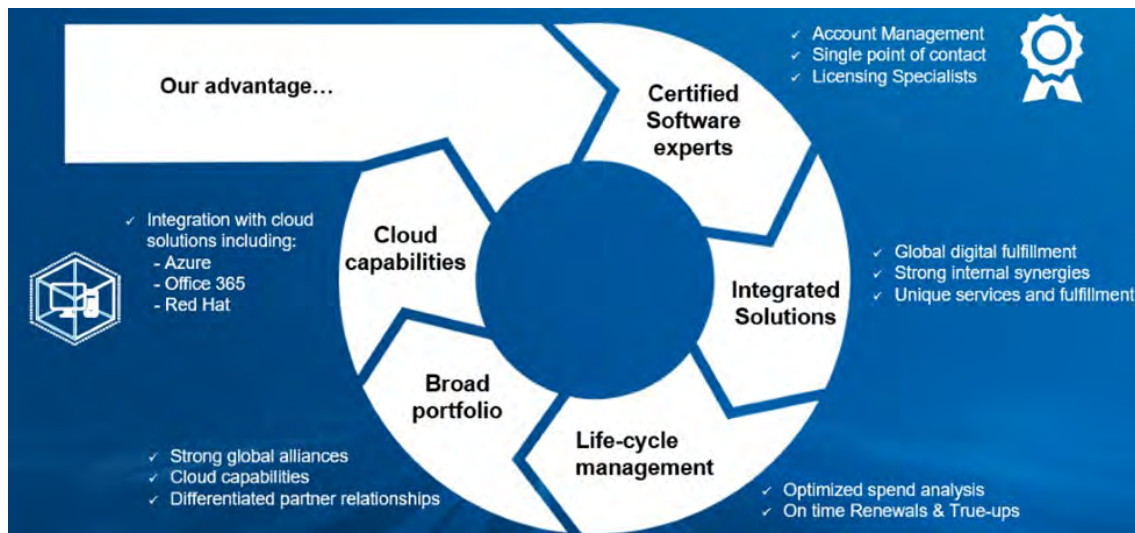 Our advantage…
Certified
Software
experts
✓ Account Management
✓ Single point of contact
✓ Licensing Specialists
Integrated
Solutions
✓ Global digital fulfillment
✓ Strong internal synergies
✓ Unique services and fulfillment
Life-cycle
management
✓ Optimized spend analysis
✓ On time Renewals & True-ups
Broad
portfolio
✓ Strong global alliances
✓ Cloud capabilities
✓ Differentiated partner relationships
Cloud
capabilities
✓ Integration with cloud
solutions including:
- Azure
- Office 365
- Red Hat